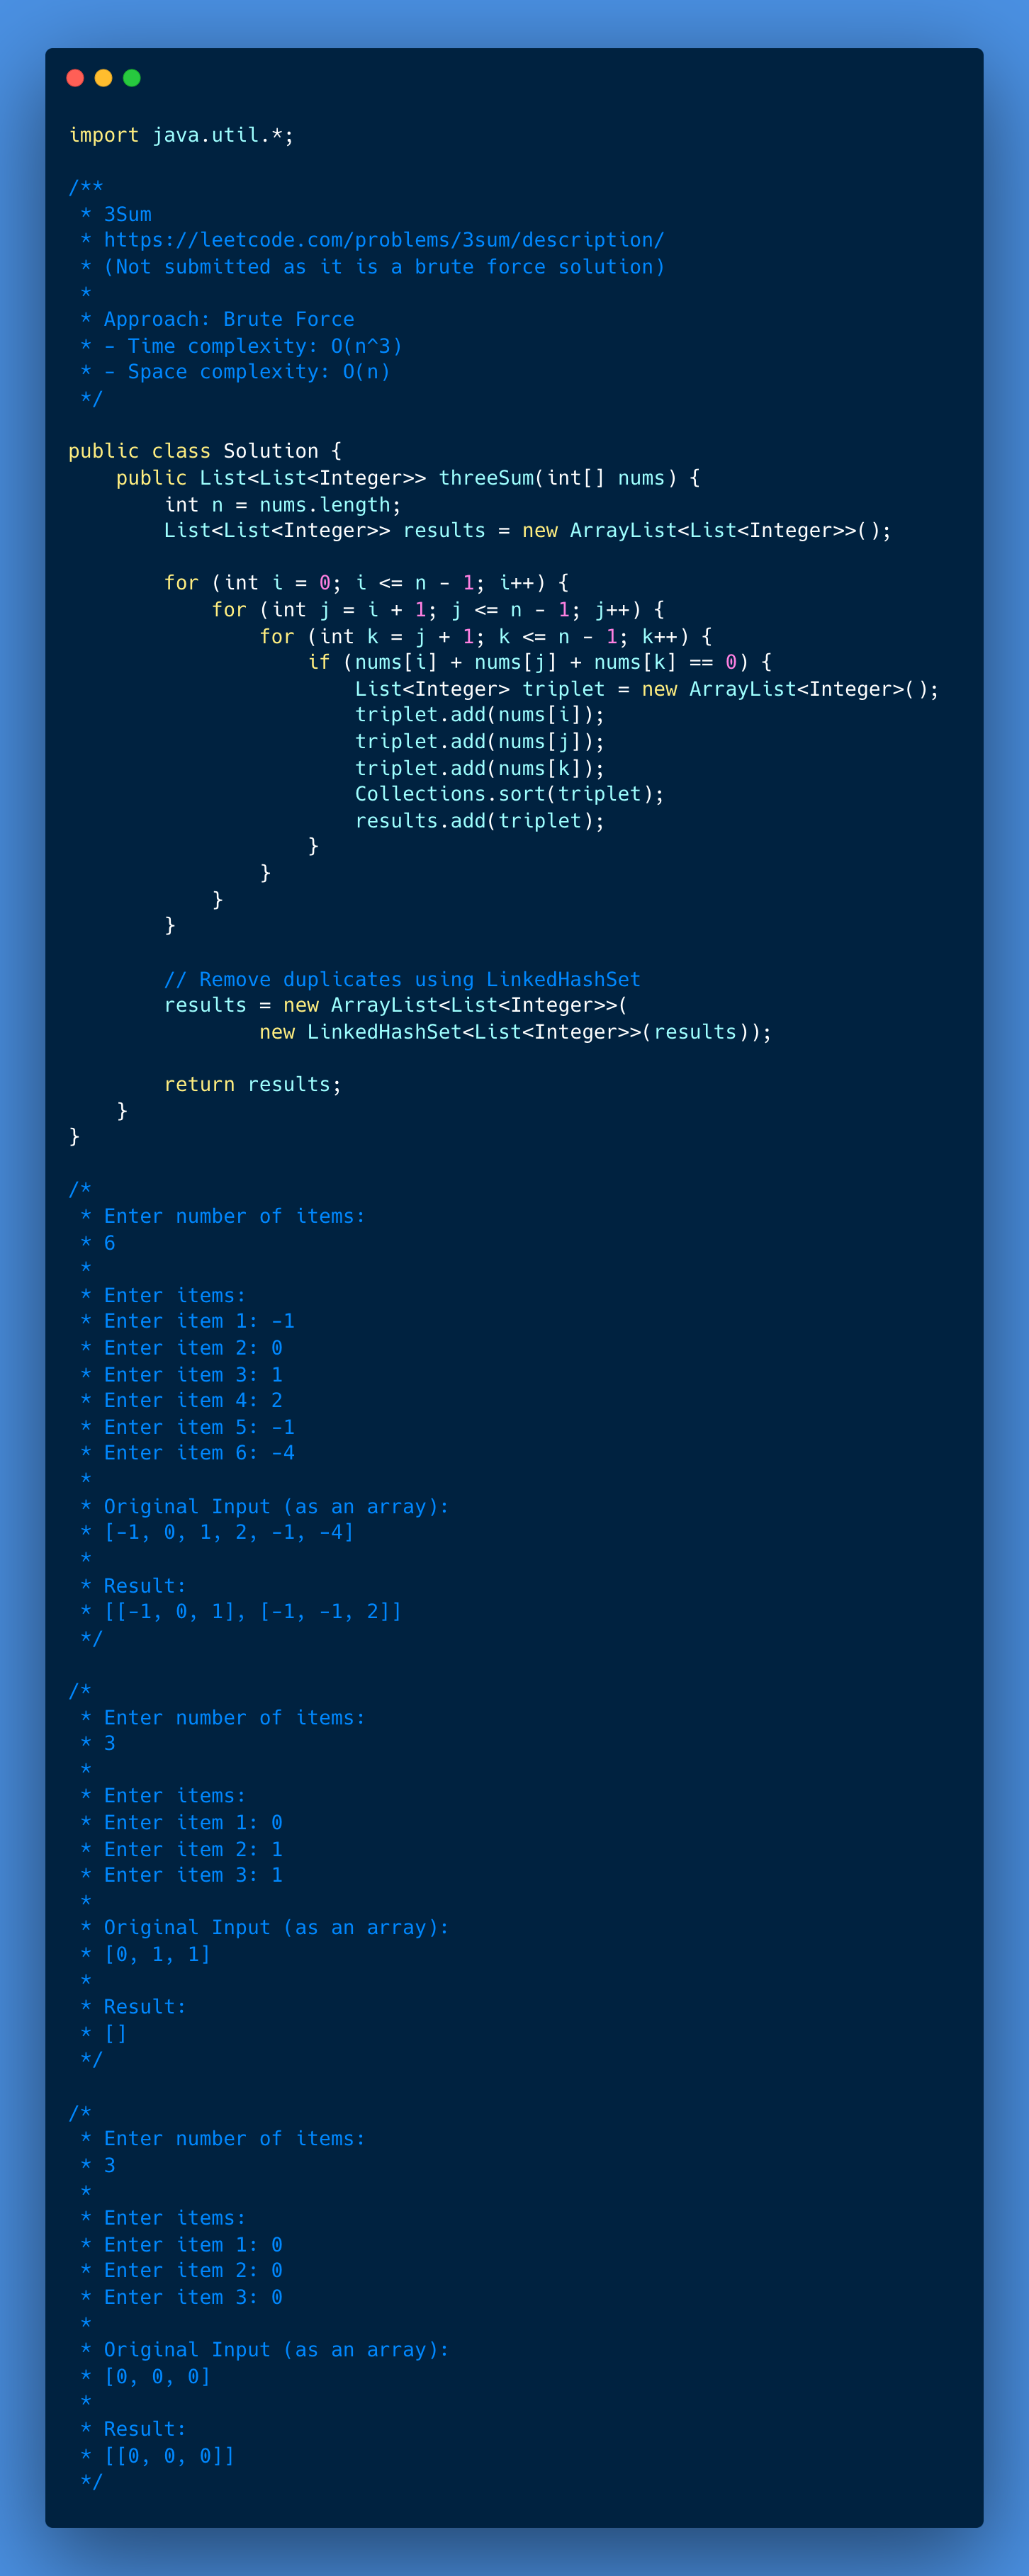 import java.util.*;

/**
 * 3Sum
 * https://leetcode.com/problems/3sum/description/
 * (Not submitted as it is a brute force solution)
 *
 * Approach: Brute Force
 * - Time complexity: O(n^3)
 * - Space complexity: O(n)
 */

public class Solution {
    public List<List<Integer>> threeSum(int[] nums) {
        int n = nums.length;
        List<List<Integer>> results = new ArrayList<List<Integer>>();

        for (int i = 0; i <= n - 1; i++) {
            for (int j = i + 1; j <= n - 1; j++) {
                for (int k = j + 1; k <= n - 1; k++) {
                    if (nums[i] + nums[j] + nums[k] == 0) {
                        List<Integer> triplet = new ArrayList<Integer>();
                        triplet.add(nums[i]);
                        triplet.add(nums[j]);
                        triplet.add(nums[k]);
                        Collections.sort(triplet);
                        results.add(triplet);
                    }
                }
            }
        }

        // Remove duplicates using LinkedHashSet
        results = new ArrayList<List<Integer>>(
                new LinkedHashSet<List<Integer>>(results));

        return results;
    }
}

/*
 * Enter number of items:
 * 6
 *
 * Enter items:
 * Enter item 1: -1
 * Enter item 2: 0
 * Enter item 3: 1
 * Enter item 4: 2
 * Enter item 5: -1
 * Enter item 6: -4
 *
 * Original Input (as an array):
 * [-1, 0, 1, 2, -1, -4]
 *
 * Result:
 * [[-1, 0, 1], [-1, -1, 2]]
 */

/*
 * Enter number of items:
 * 3
 *
 * Enter items:
 * Enter item 1: 0
 * Enter item 2: 1
 * Enter item 3: 1
 *
 * Original Input (as an array):
 * [0, 1, 1]
 *
 * Result:
 * []
 */

/*
 * Enter number of items:
 * 3
 *
 * Enter items:
 * Enter item 1: 0
 * Enter item 2: 0
 * Enter item 3: 0
 *
 * Original Input (as an array):
 * [0, 0, 0]
 *
 * Result:
 * [[0, 0, 0]]
 */